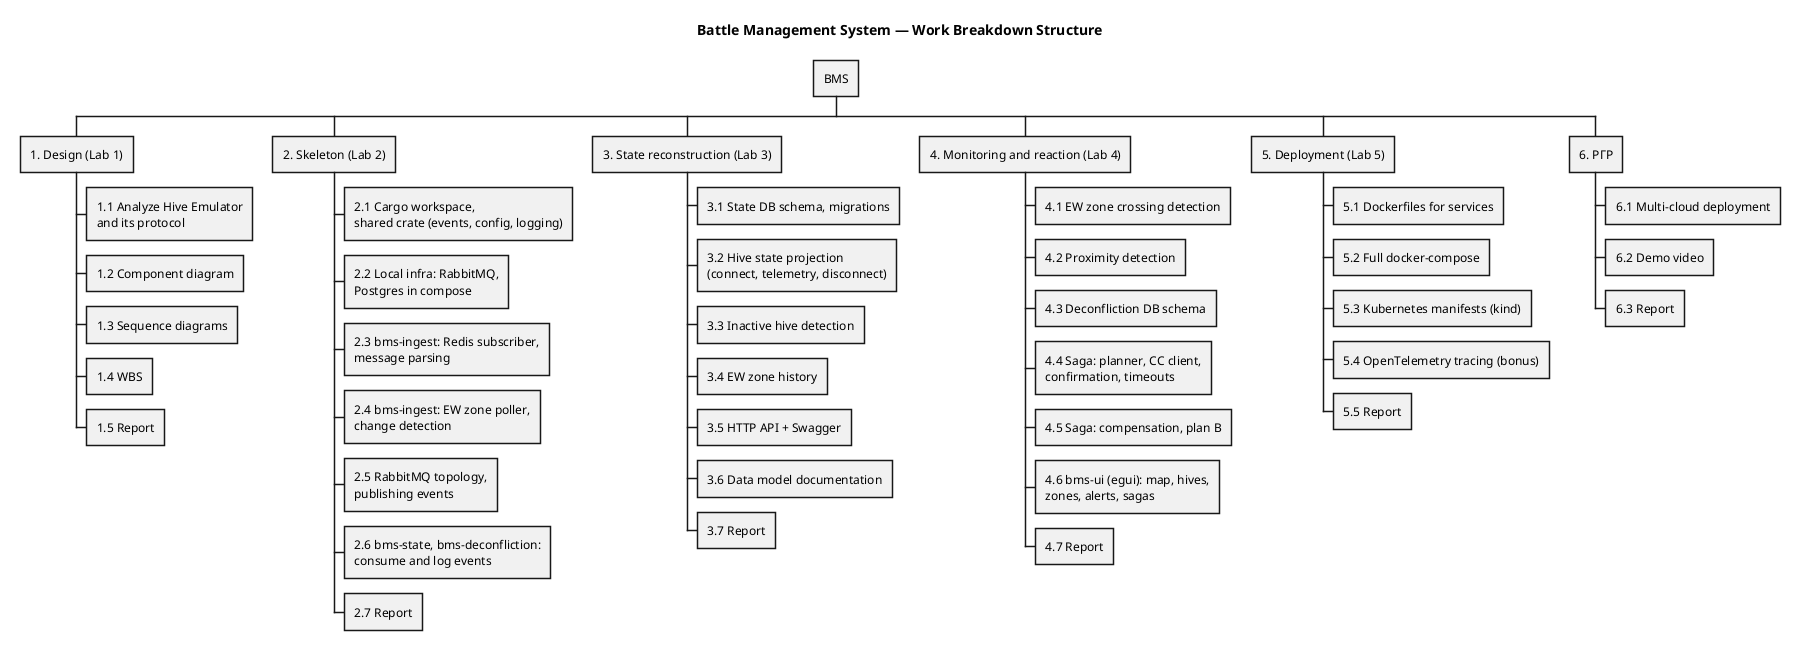 Battle Management System — Work Breakdown Structure
BMS
1. Design (Lab 1)
1.1 Analyze Hive Emulator
and its protocol
1.2 Component diagram
1.3 Sequence diagrams
1.4 WBS
1.5 Report
2. Skeleton (Lab 2)
2.1 Cargo workspace,
shared crate (events, config, logging)
2.2 Local infra: RabbitMQ,
Postgres in compose
2.3 bms-ingest: Redis subscriber,
message parsing
2.4 bms-ingest: EW zone poller,
change detection
2.5 RabbitMQ topology,
publishing events
2.6 bms-state, bms-deconfliction:
consume and log events
2.7 Report
3. State reconstruction (Lab 3)
3.1 State DB schema, migrations
3.2 Hive state projection
(connect, telemetry, disconnect)
3.3 Inactive hive detection
3.4 EW zone history
3.5 HTTP API + Swagger
3.6 Data model documentation
3.7 Report
4. Monitoring and reaction (Lab 4)
4.1 EW zone crossing detection
4.2 Proximity detection
4.3 Deconfliction DB schema
4.4 Saga: planner, CC client,
confirmation, timeouts
4.5 Saga: compensation, plan B
4.6 bms-ui (egui): map, hives,
zones, alerts, sagas
4.7 Report
5. Deployment (Lab 5)
5.1 Dockerfiles for services
5.2 Full docker-compose
5.3 Kubernetes manifests (kind)
5.4 OpenTelemetry tracing (bonus)
5.5 Report
6. РГР
6.1 Multi-cloud deployment
6.2 Demo video
6.3 Report